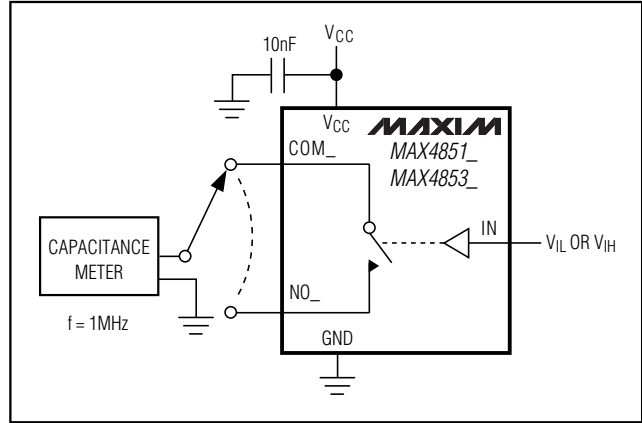 10nF
VCC
VCC
MAXIM
COM_
MAX4851_
MAX4853_
IN
VIL OR VIH
CAPACITANCE
METER
NO_
f = 1MHz
GND